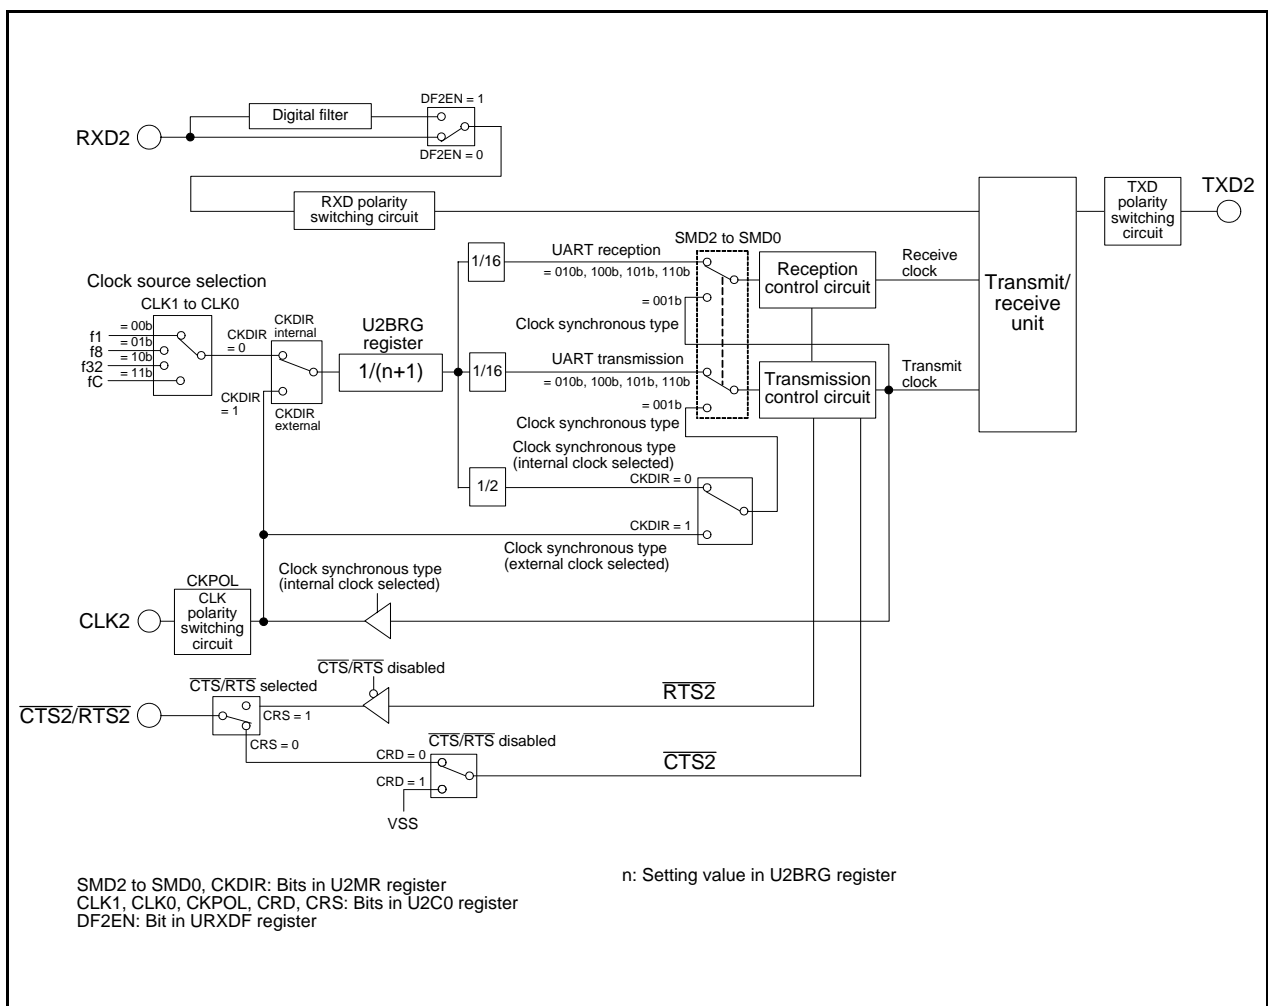 DF2EN = 1
Digital filter
RXD2
DF2EN = 0
RXD polarity
switching circuit
TXD
polarity
switching
circuit
TXD2
SMD2 to SMD0
1/16
UART reception
= 010b, 100b, 101b, 110b
Reception
control circuit
Receive
clock
Transmit/
receive
unit
Clock source selection
CLK1 to CLK0
= 00b
f1
= 01b
f8
= 10b
f32
= 11b
fC
CKDIR
= 0
CKDIR
internal
CKDIR
= 1
CKDIR
external
U2BRG
register
1/(n+1)
= 001b
Clock synchronous type
1/16
UART transmission
= 010b, 100b, 101b, 110b
Transmission
control circuit
Transmit
clock
= 001b
Clock synchronous type
Clock synchronous type
(internal clock selected)
1/2
CKDIR = 0
CKDIR = 1
Clock synchronous type
(external clock selected)
Clock synchronous type
(internal clock selected)
CKPOL
CLK
polarity
switching
circuit
CLK2
CTS/RTS disabled
CTS/RTS selected
RTS2
CTS2/RTS2
CRS = 1
CRS = 0
CTS/RTS disabled
CRD = 0
CTS2
CRD = 1
VSS
n: Setting value in U2BRG register
SMD2 to SMD0, CKDIR: Bits in U2MR register
CLK1, CLK0, CKPOL, CRD, CRS: Bits in U2C0 register
DF2EN: Bit in URXDF register